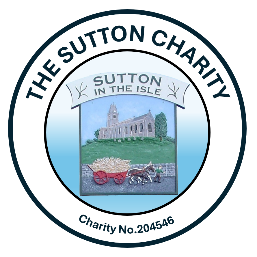 THE SUTTON CHARITY
SUTTON
IN THE ISLE
Charity No.204546